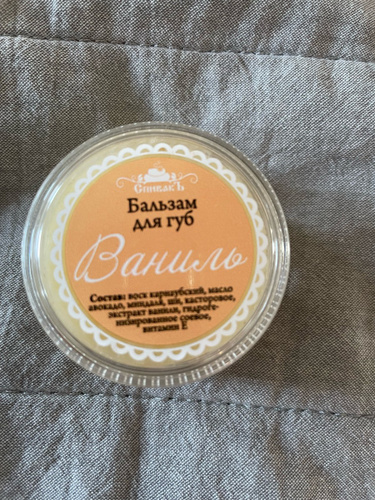 СпивакЪ
Бальзам
для губ
Ваниль
Состав: воск карнаубский, масло
авокадо, миндаля, ши, касторовое,
экстракт ванили, гидроге-
низированное соевое,
витамин Е